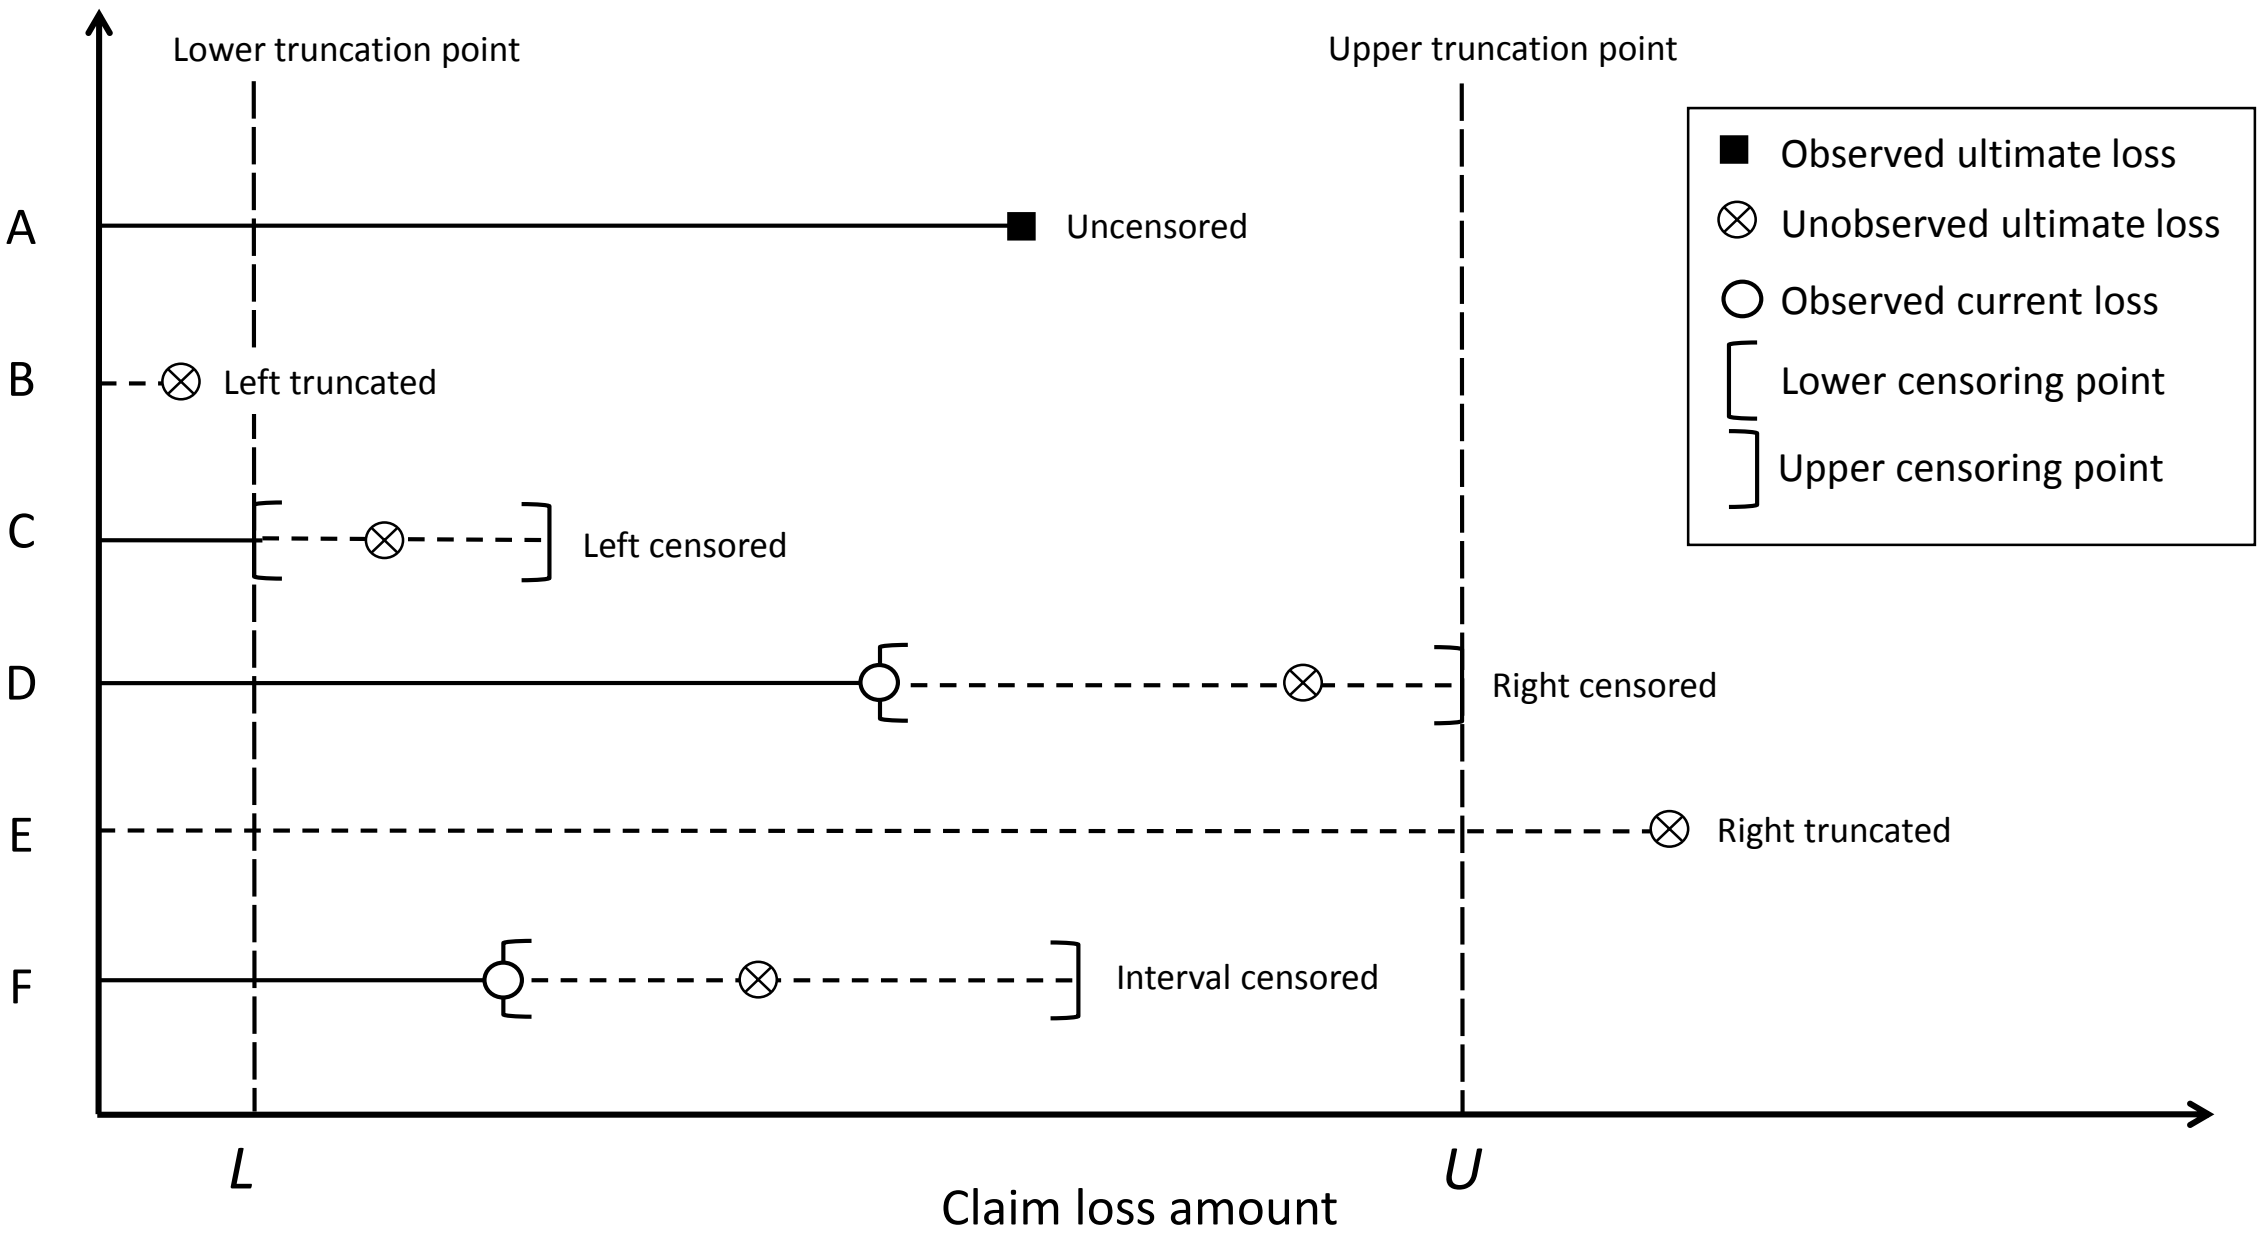 Lower truncation point
Upper truncation point
Observed ultimate loss
Unobserved ultimate loss
Observed current loss
Lower censoring point
Upper censoring point
A
Uncensored
B
Left truncated
C
Left censored
D
Right censored
E
Right truncated
F
Interval censored
L
U
Claim loss amount